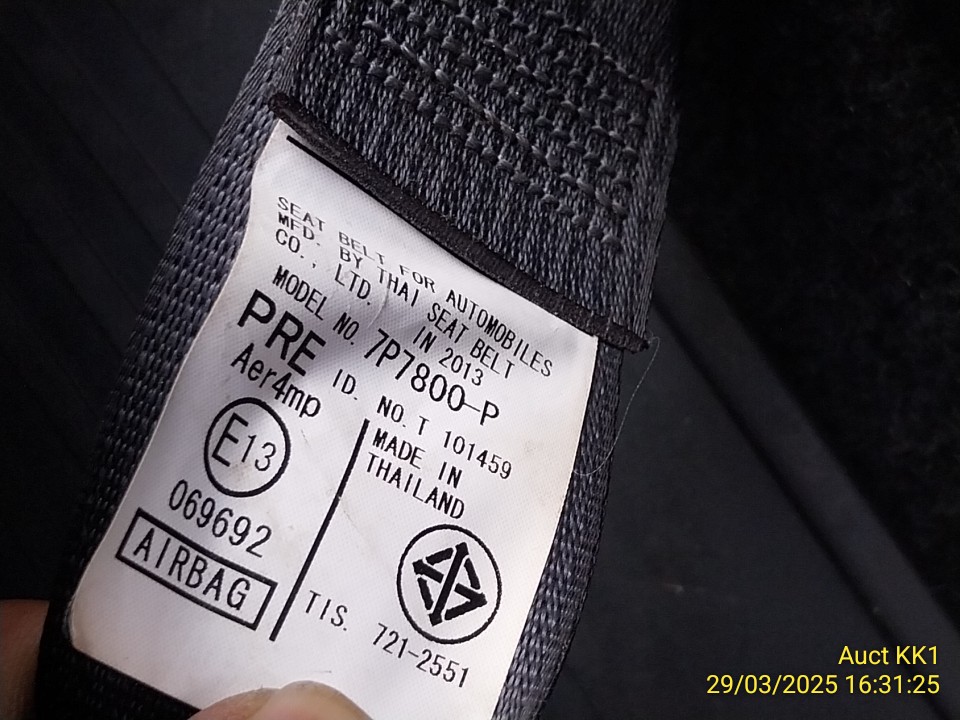 SEAT BELT FOR AUTOMOBILES
MFD. BY THAI SEAT BELT
CO., LTD. IN 2013
MODEL NO. 7P7800-P
PRE ID. NO. T 101459
Aer4mp
E13
069692
AIRBAG
MADE IN
THAILAND
TIS. 721-2551
Auct KK1
29/03/2025 16:31:25